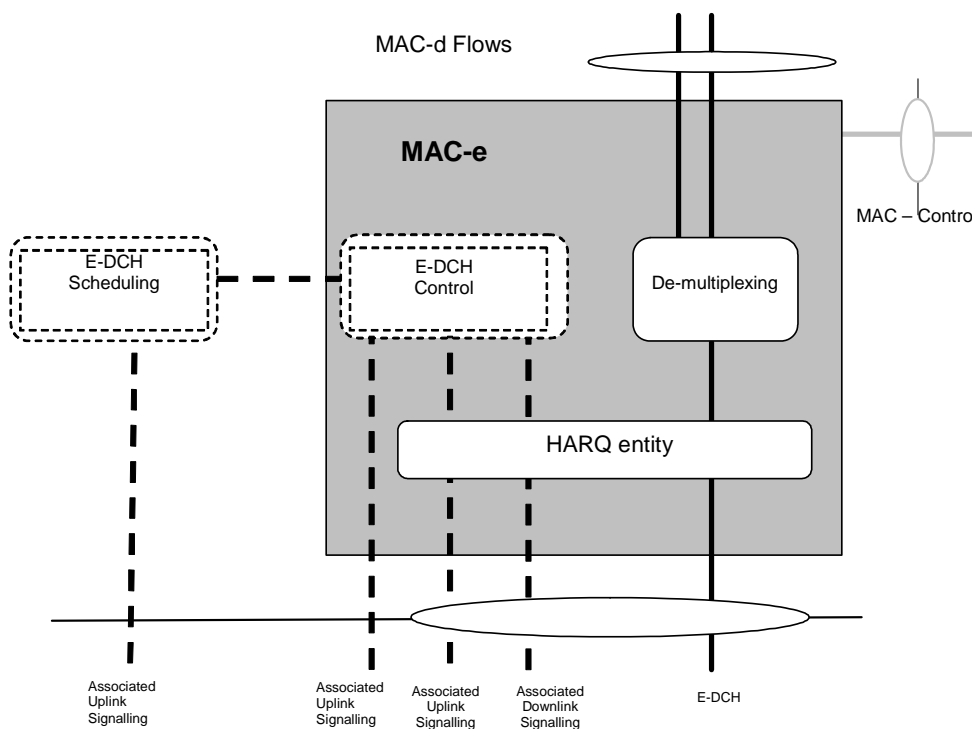 MAC-d Flows
MAC-e
MAC – Control
E-DCH
Scheduling
E-DCH
Control
De-multiplexing
HARQ entity
Associated
Uplink
Signalling
Associated
Uplink
Signalling
Associated
Uplink
Signalling
Associated
Downlink
Signalling
E-DCH